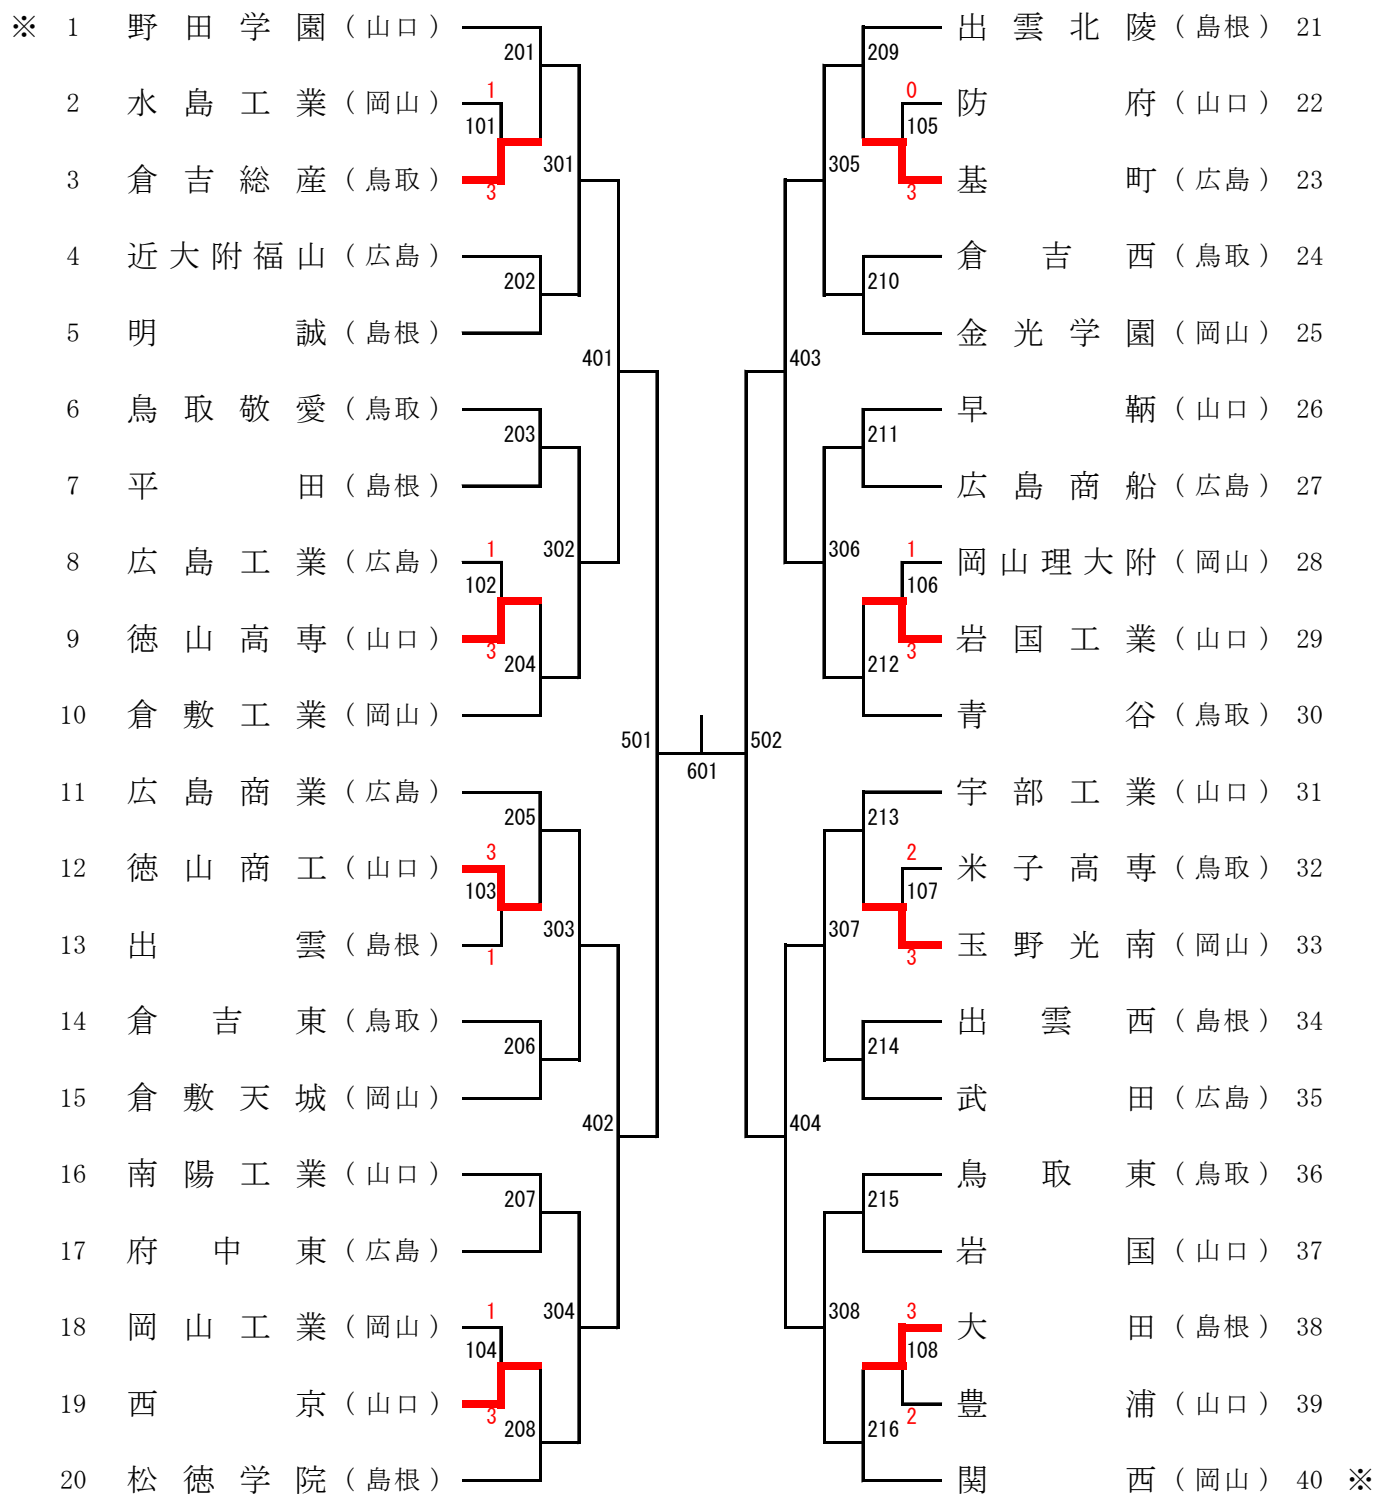 ※ 1 野田学園 (山口)
201
2 水島工業 (岡山) 1
101
3 倉吉総産 (鳥取) 3
301
4 近大附福山 (広島)
202
5 明誠 (島根)
401
6 鳥取敬愛 (鳥取)
203
7 平田 (島根)
8 広島工業 (広島) 1
302
102
9 徳山高専 (山口) 3
204
10 倉敷工業 (岡山)
501
11 広島商業 (広島)
205
12 徳山商工 (山口) 3
103
13 出雲 (島根) 1
303
14 倉吉東 (鳥取)
206
15 倉敷天城 (岡山)
402
16 南陽工業 (山口)
207
17 府中東 (広島)
18 岡山工業 (岡山) 1
304
104
19 西京 (山口) 3
208
20 松徳学院 (島根)
601
出雲北陵 (島根) 21
209
0 防府 (山口) 22
105
3 基町 (広島) 23
305
倉吉西 (鳥取) 24
210
金光学園 (岡山) 25
403
早鞆 (山口) 26
211
広島商船 (広島) 27
1 岡山理大附 (岡山) 28
306
106
3 岩国工業 (山口) 29
212
青谷 (鳥取) 30
502
宇部工業 (山口) 31
213
2 米子高専 (鳥取) 32
107
3 玉野光南 (岡山) 33
307
出雲西 (島根) 34
214
武田 (広島) 35
404
鳥取東 (鳥取) 36
215
岩国 (山口) 37
3 大田 (島根) 38
308
108
2 豊浦 (山口) 39
216
関西 (岡山) 40 ※